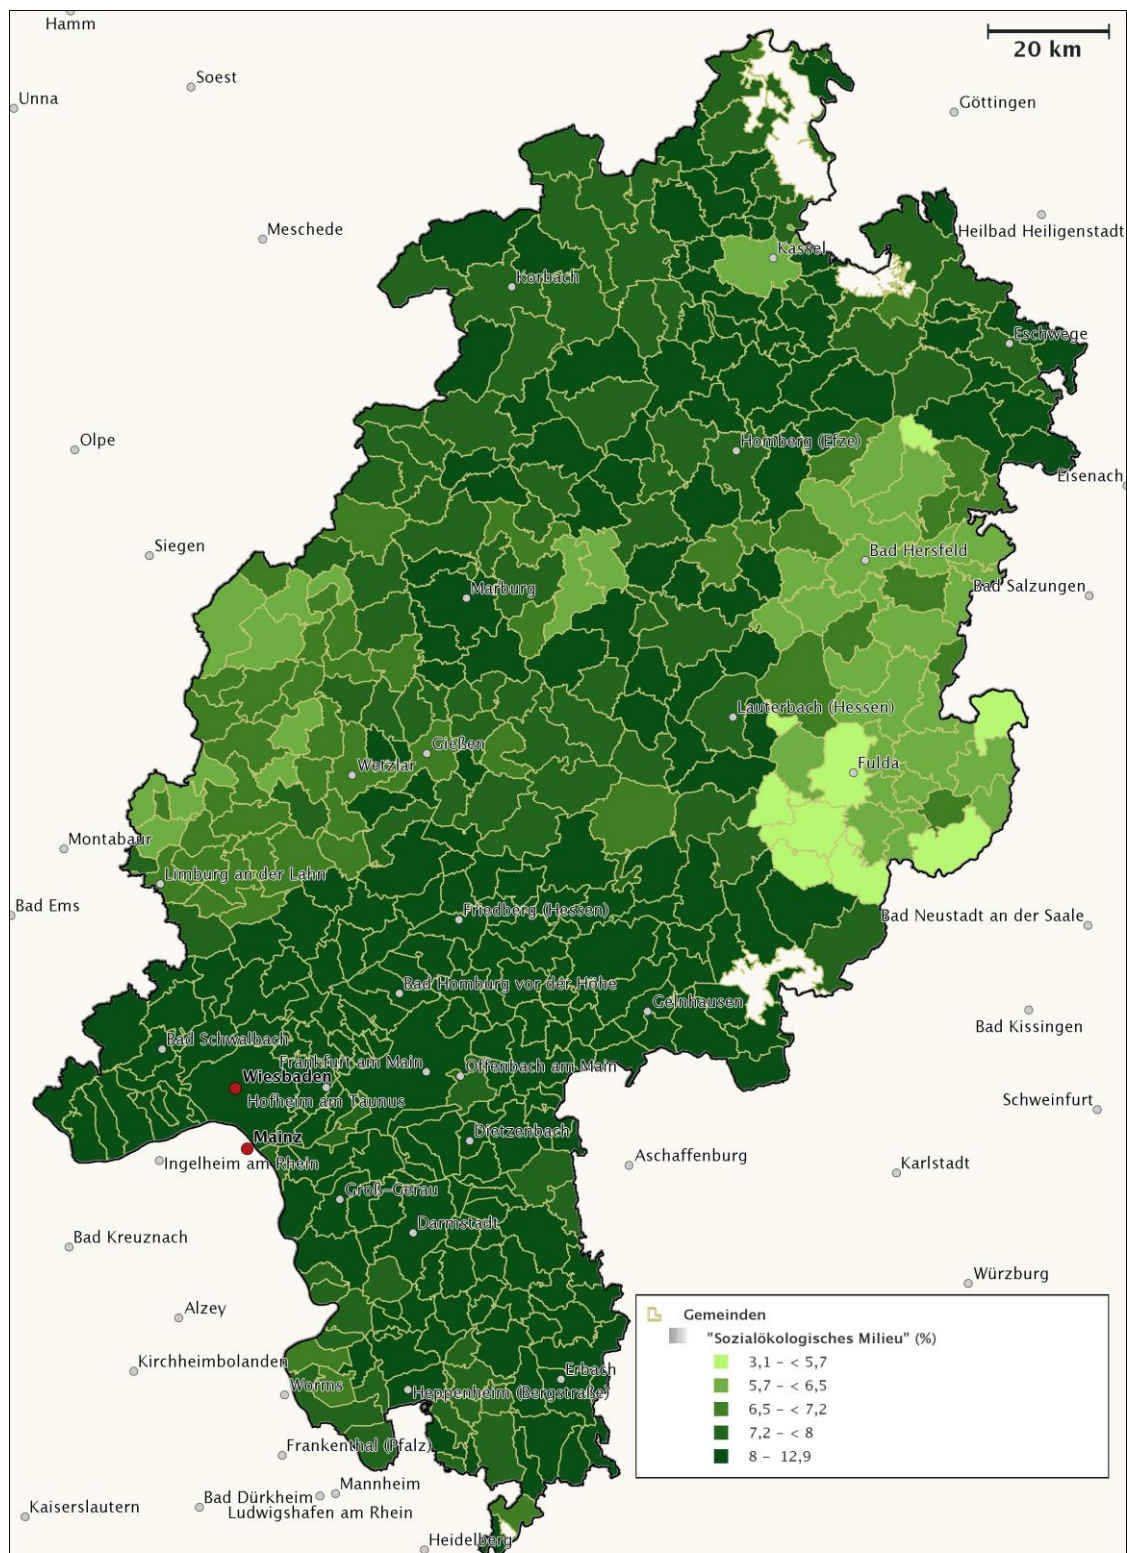 Hamm
20 km
Soest
Unna
Göttingen
Meschede
Heilbad Heiligenstadt
Kassel
Korbach
Eschwege
Olpe
Homberg (Efze)
Eisenach
Siegen
Bad Hersfeld
Marburg
Bad Salzungen
Lauterbach (Hessen)
Gießen
Wetzlar
Fulda
Montabaur
Limburg an der Lahn
Bad Ems
Friedberg (Hessen)
Bad Neustadt an der Saale
Bad Homburg vor der Höhe
Gelnhausen
Bad Kissingen
Bad Schwalbach
Frankfurt am Main
Offenbach am Main
Wiesbaden
Hofheim am Taunus
Schweinfurt
Mainz
Dietzenbach
Ingelheim am Rhein
Aschaffenburg
Karlstadt
Groß-Gerau
Darmstadt
Bad Kreuznach
Würzburg
Alzey
Gemeinden
"Sozialökologisches Milieu" (%)
3,1 - < 5,7
5,7 - < 6,5
6,5 - < 7,2
7,2 - < 8
8 - 12,9
Kirchheimbolanden
Erbach
Worms
Heppenheim (Bergstraße)
Frankenthal (Pfalz)
Mannheim
Bad Dürkheim
Ludwigshafen am Rhein
Kaiserslautern
Heidelberg